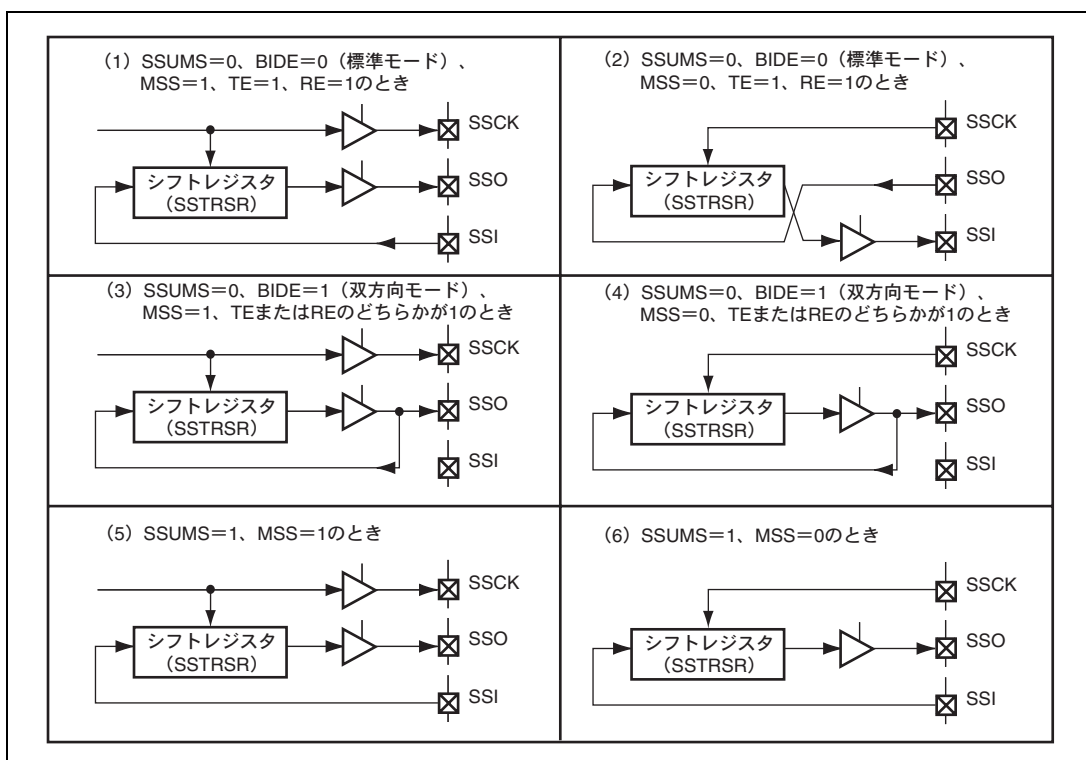 (1) SSUMS=0、BIDE=0（標準モード）、
MSS=1、TE=1、RE=1のとき
SSCK
シフトレジスタ
（SSTRSR）
SSO
SSI
(2) SSUMS=0、BIDE=0（標準モード）、
MSS=0、TE=1、RE=1のとき
SSCK
シフトレジスタ
（SSTRSR）
SSO
SSI
(3) SSUMS=0、BIDE=1（双方向モード）、
MSS=1、TEまたはREのどちらかが1のとき
SSCK
シフトレジスタ
（SSTRSR）
SSO
SSI
(4) SSUMS=0、BIDE=1（双方向モード）、
MSS=0、TEまたはREのどちらかが1のとき
SSCK
シフトレジスタ
（SSTRSR）
SSO
SSI
(5) SSUMS=1、MSS=1のとき
SSCK
シフトレジスタ
（SSTRSR）
SSO
SSI
(6) SSUMS=1、MSS=0のとき
SSCK
シフトレジスタ
（SSTRSR）
SSO
SSI